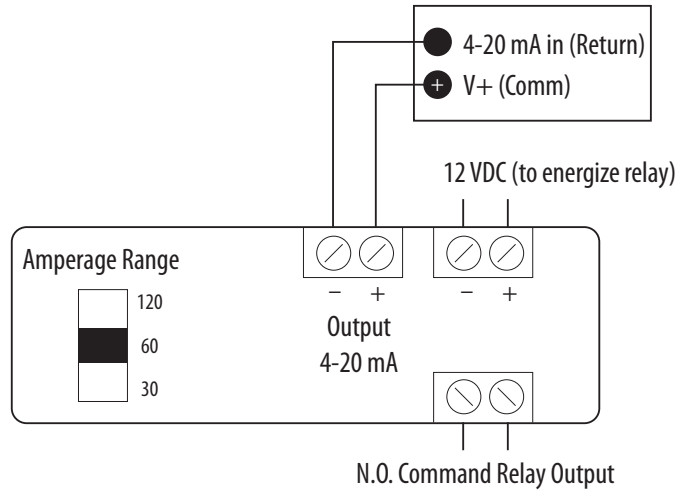 4-20 mA in (Return)
+
V+ (Comm)
12 VDC (to energize relay)
Amperage Range
120
60
30
− +
− +
Output
4-20 mA
N.O. Command Relay Output